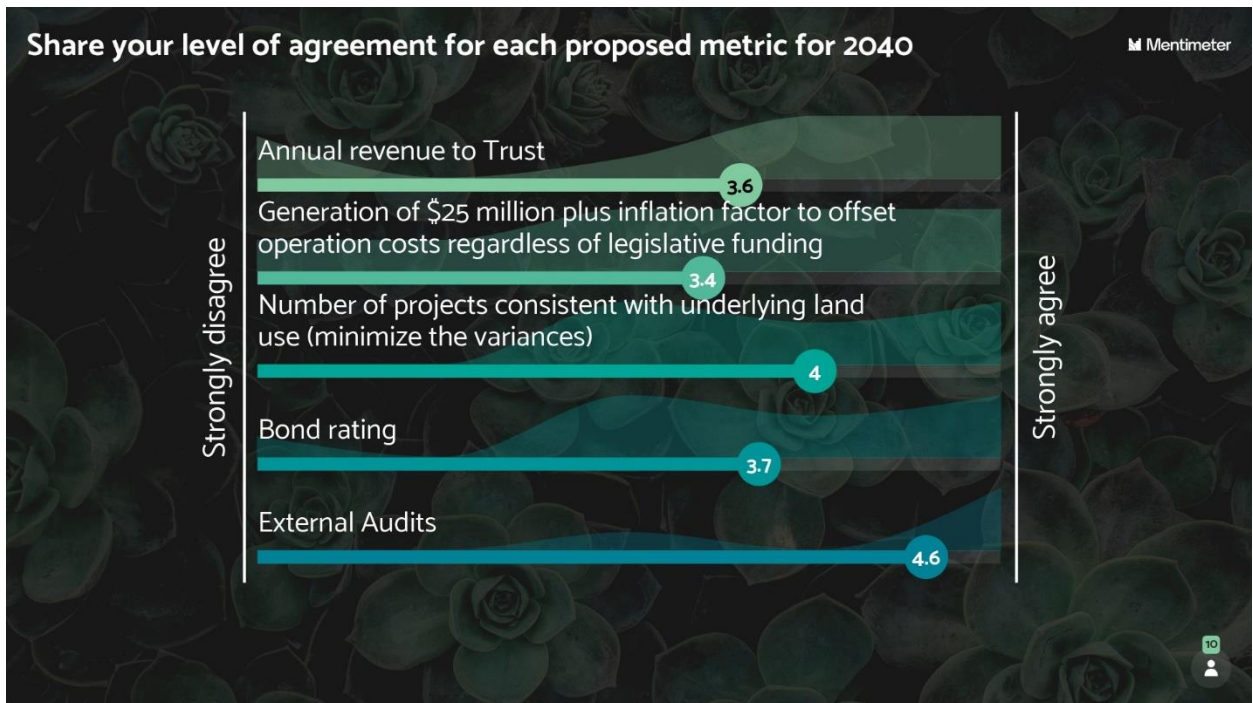 Share your level of agreement for each proposed metric for 2040
Mentimeter
Strongly disagree
Annual revenue to Trust
3.6
Generation of $25 million plus inflation factor to offset
operation costs regardless of legislative funding
3.4
Number of projects consistent with underlying land
use (minimize the variances)
4
Bond rating
3.7
External Audits
4.6
Strongly agree
10